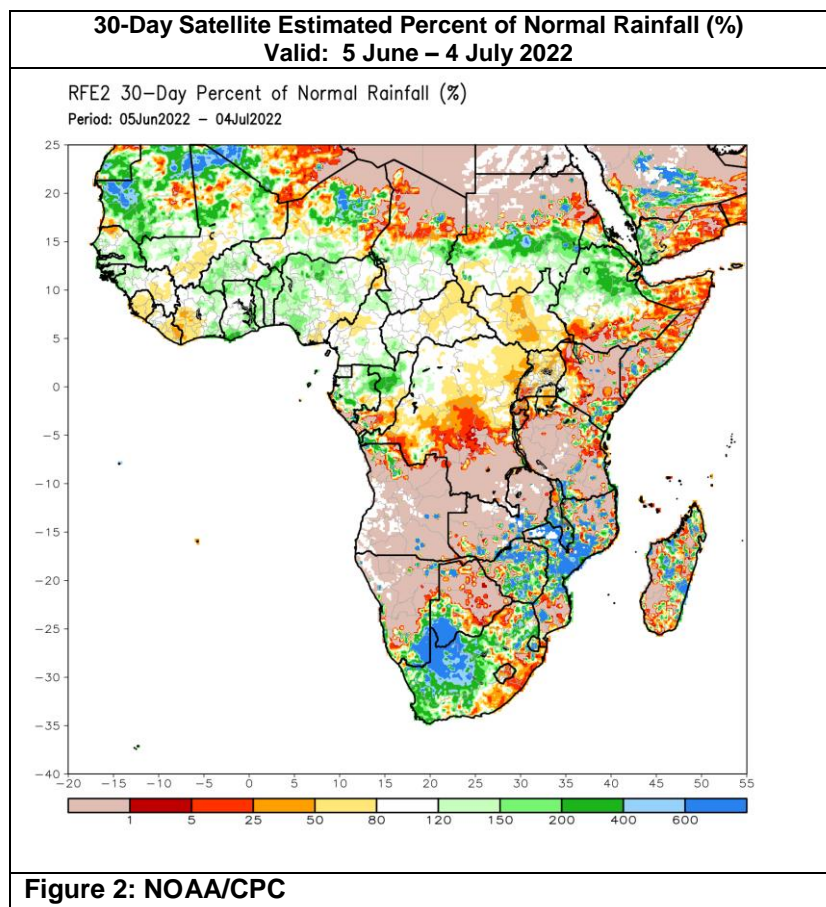 30-Day Satellite Estimated Percent of Normal Rainfall (%)
Valid: 5 June – 4 July 2022
RFE2 30-Day Percent of Normal Rainfall (%)
Period: 05Jun2022 – 04Jul2022
25
20
15
10
5
0
-5
-10
-15
-20
-25
-30
-35
-40
-20 -15 -10 -5 0 5 10 15 20 25 30 35 40 45 50 55
1 5 25 50 80 120 150 200 400 600
Figure 2: NOAA/CPC